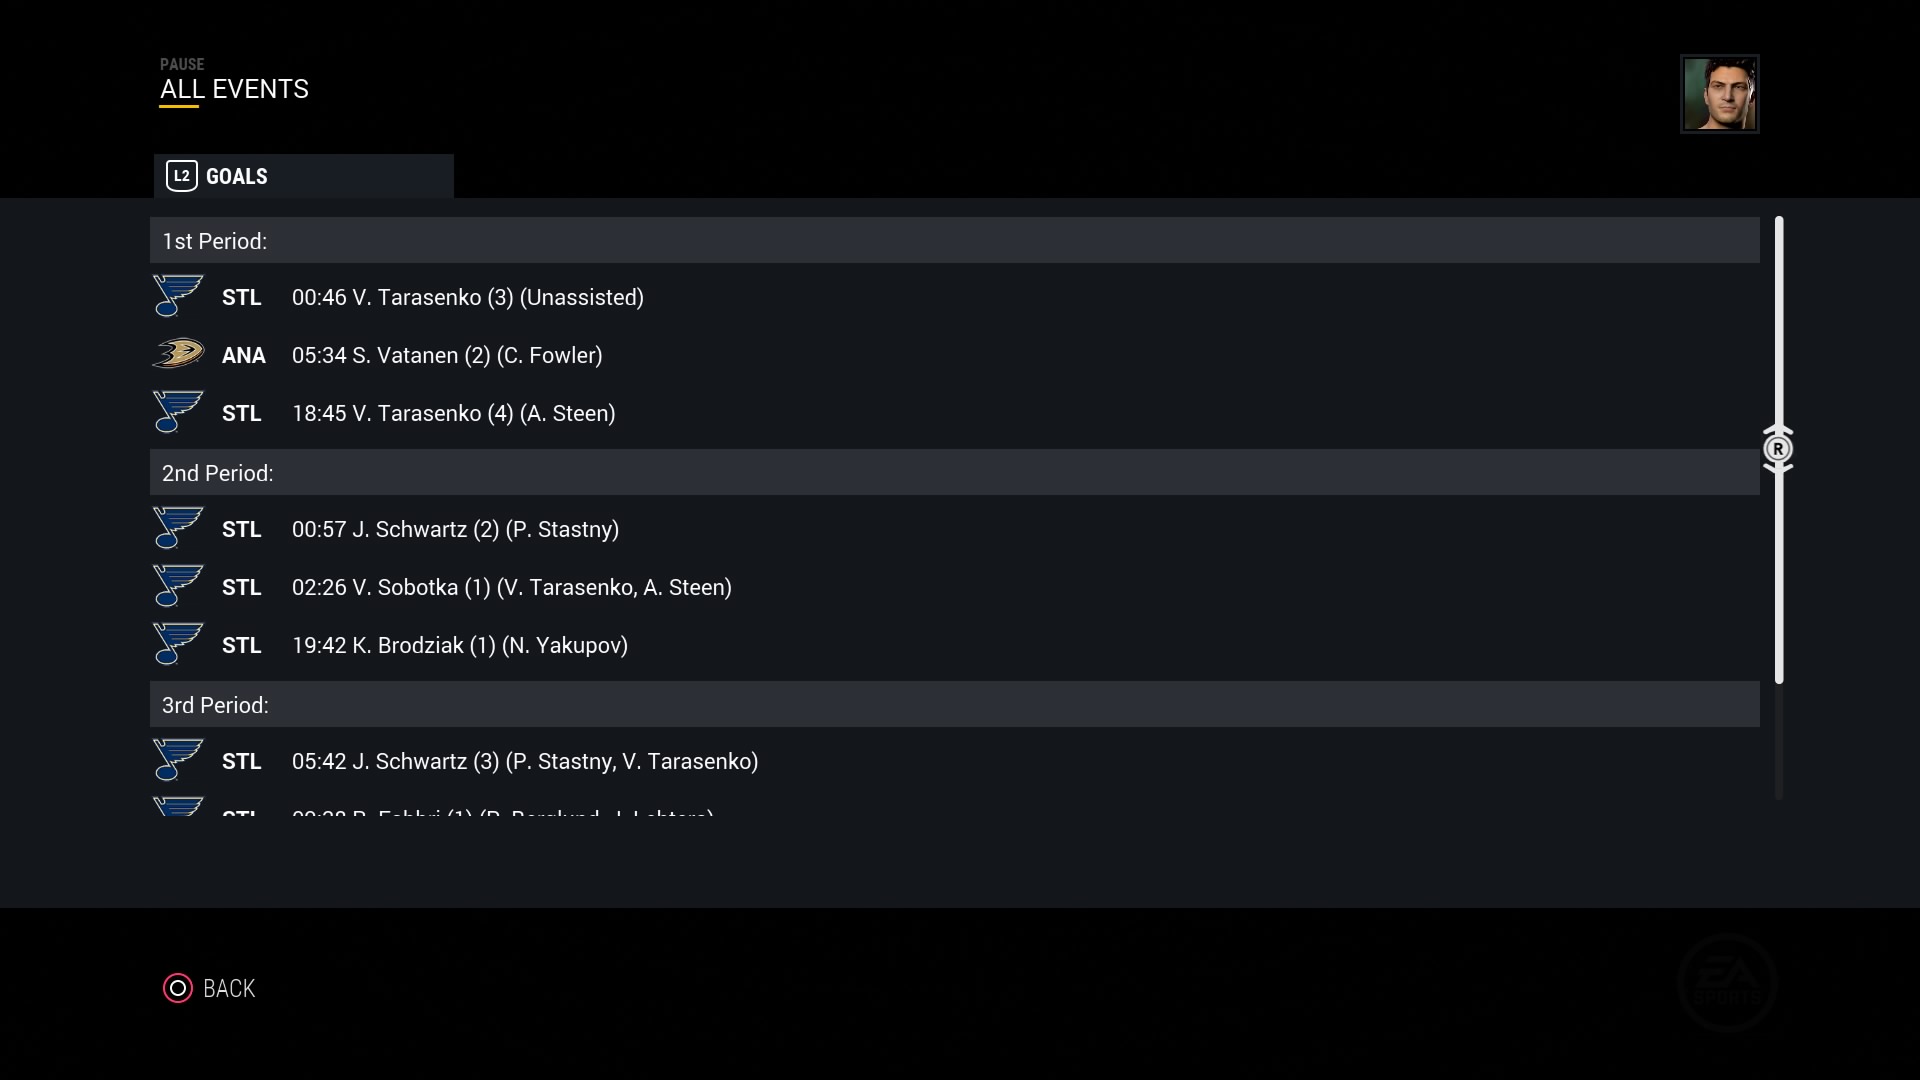 PAUSE
ALL EVENTS
L2 GOALS
1st Period:
STL 00:46 V. Tarasenko (3) (Unassisted)
ANA 05:34 S. Vatanen (2) (C. Fowler)
STL 18:45 V. Tarasenko (4) (A. Steen)
R
2nd Period:
STL 00:57 J. Schwartz (2) (P. Stastny)
STL 02:26 V. Sobotka (1) (V. Tarasenko, A. Steen)
STL 19:42 K. Brodziak (1) (N. Yakupov)
3rd Period:
STL 05:42 J. Schwartz (3) (P. Stastny, V. Tarasenko)
STL
BACK
EA
SPORTS